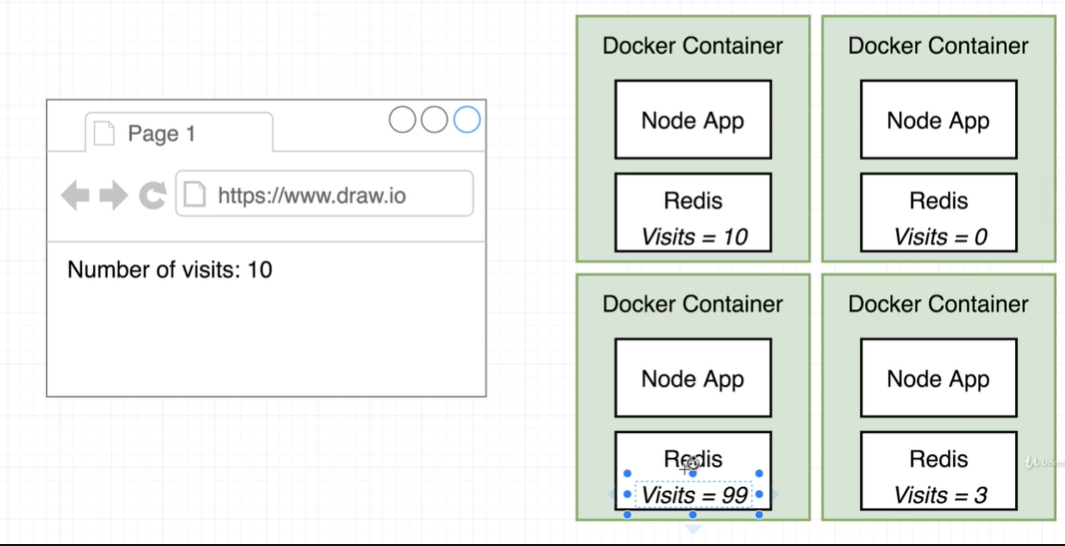 Page 1
https://www.draw.io
Number of visits: 10
Docker Container
Node App
Redis
Visits = 10
Docker Container
Node App
Redis
Visits = 0
Docker Container
Node App
Redis
Visits = 99
Docker Container
Node App
Redis
Visits = 3